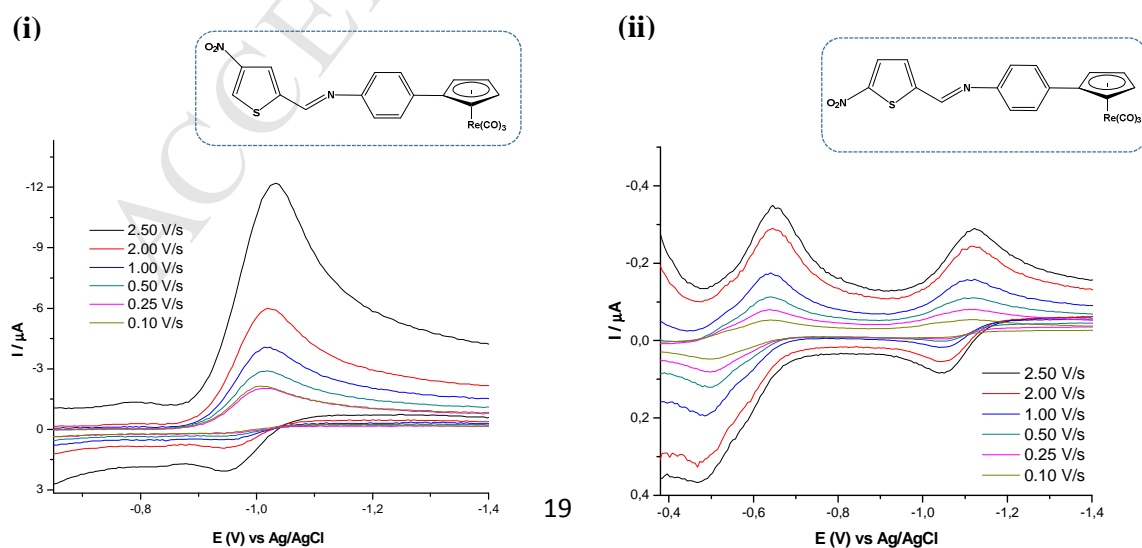 (i)
ACCE
O₂N
S
N
Re(CO)₃
-12
-9
-6
-3
0
3
I / µA
2.50 V/s
2.00 V/s
1.00 V/s
0.50 V/s
0.25 V/s
0.10 V/s
-0,8
-1,0
-1,2
-1,4
E (V) vs Ag/AgCl
19
(ii)
O₂N
S
N
Re(CO)₃
-0,4
-0,2
0,0
0,2
0,4
I / µA
2.50 V/s
2.00 V/s
1.00 V/s
0.50 V/s
0.25 V/s
0.10 V/s
-0,4
-0,6
-0,8
-1,0
-1,2
-1,4
E (V) vs Ag/AgCl